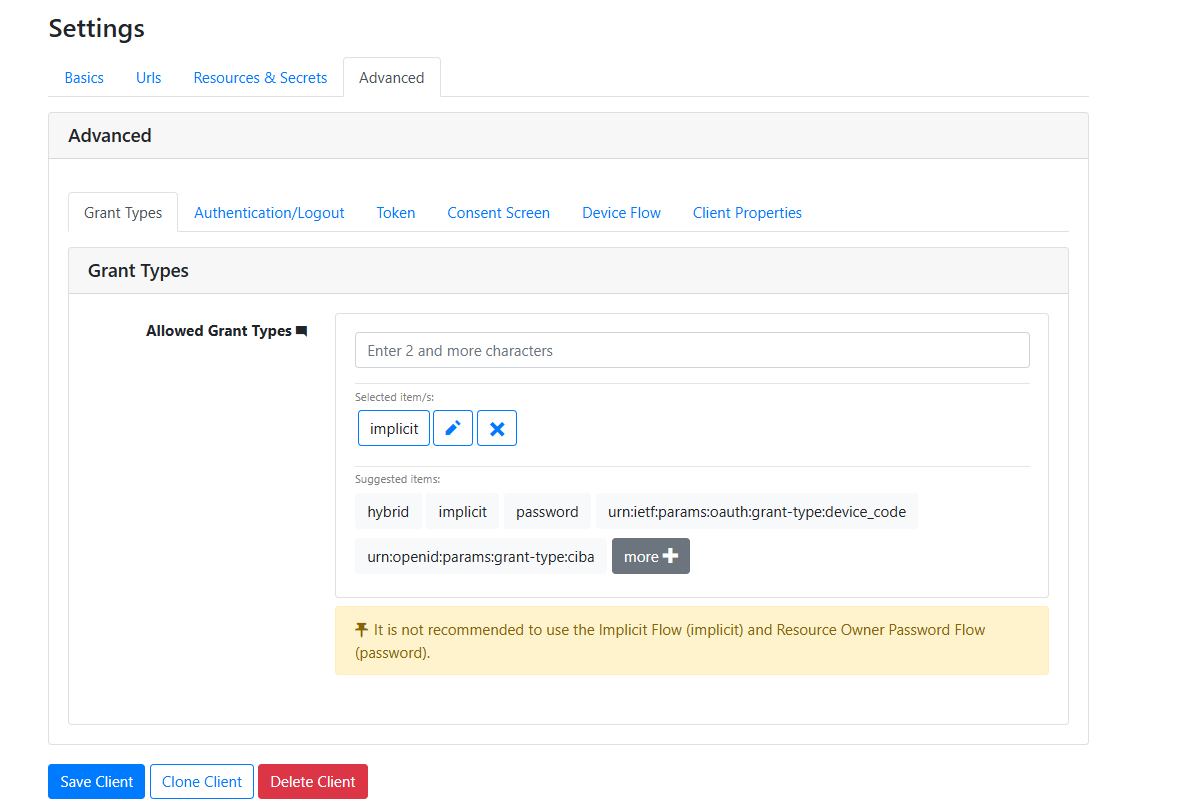 Settings
Basics Urls Resources & Secrets Advanced
Advanced
Grant Types Authentication/Logout Token Consent Screen Device Flow Client Properties
Grant Types
Allowed Grant Types
Enter 2 and more characters
Selected item/s:
implicit
Suggested items:
hybrid implicit password urn:ietf:params:oauth:grant-type:device_code
urn:openid:params:grant-type:ciba more
It is not recommended to use the Implicit Flow (implicit) and Resource Owner Password Flow
(password).
Save Client Clone Client Delete Client